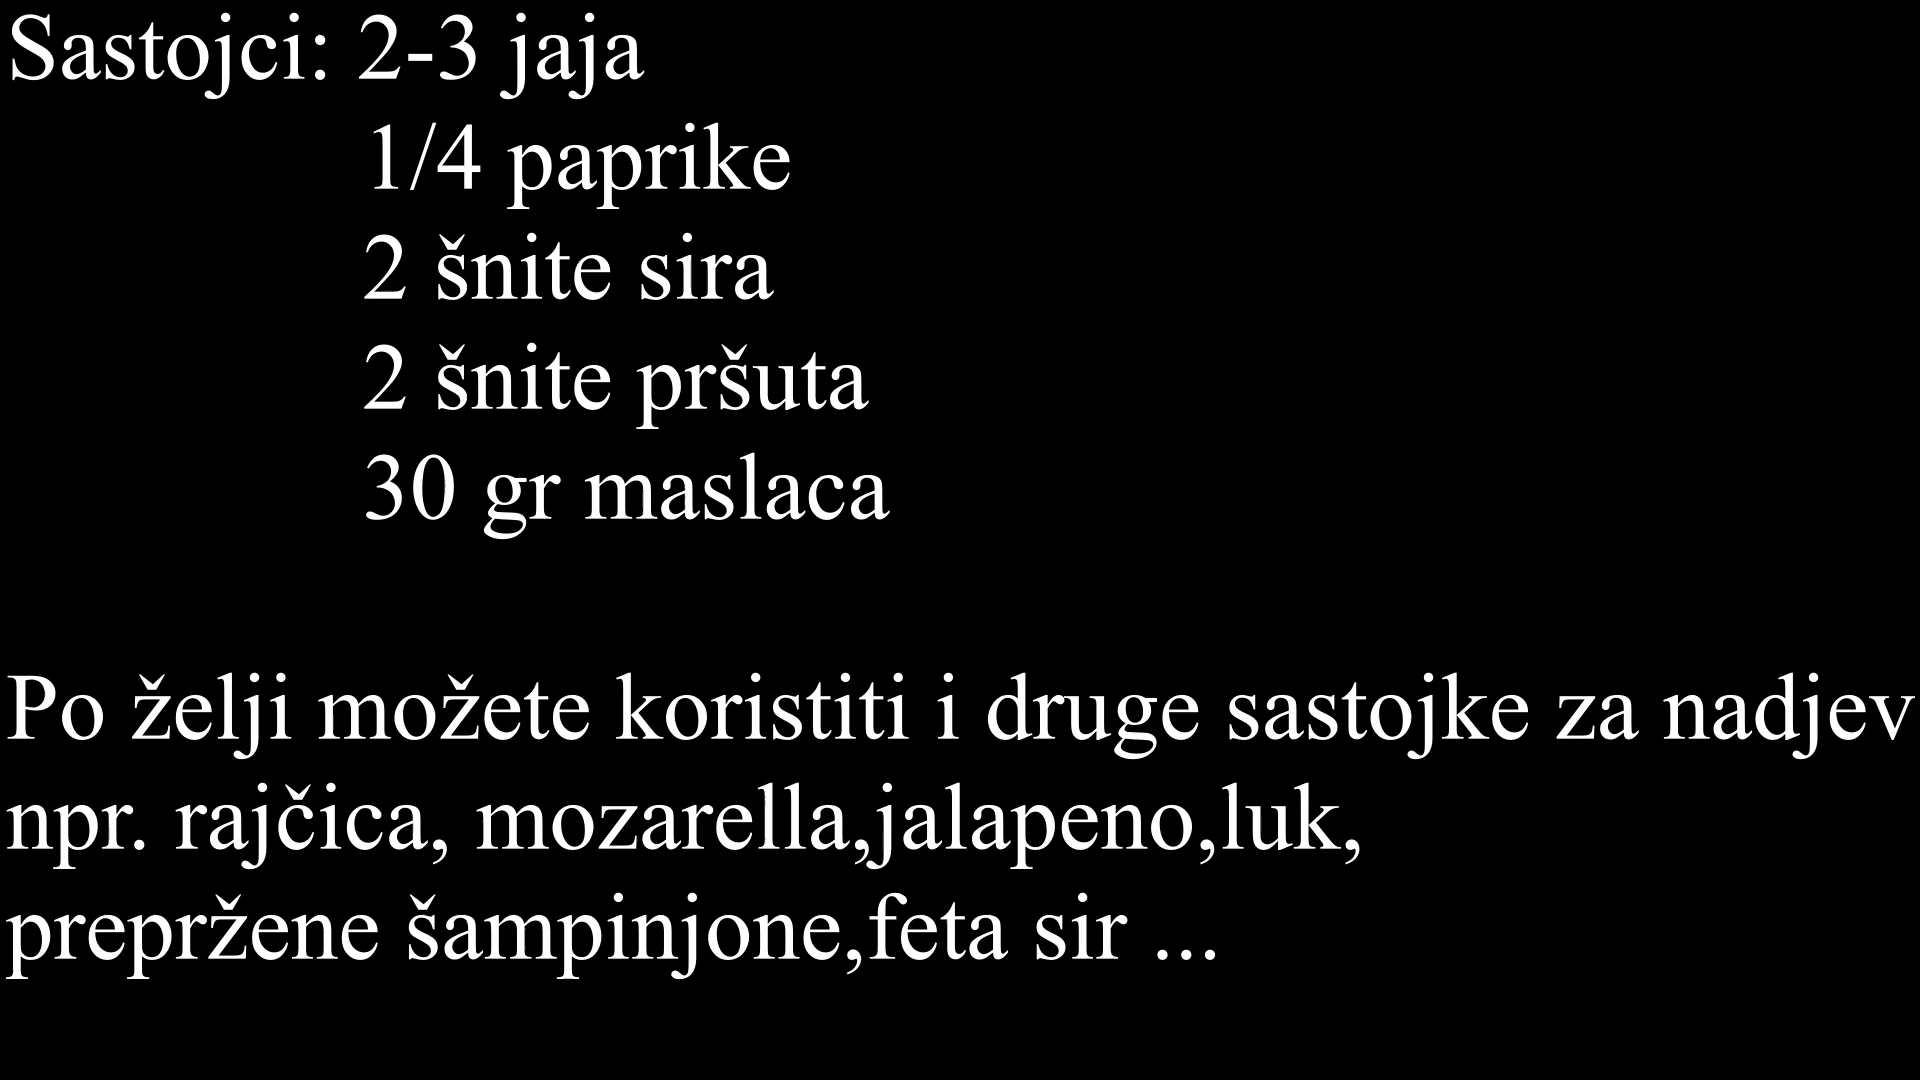 Sastojci: 2-3 jaja
1/4 paprike
2 šnite sira
2 šnite pršuta
30 gr maslaca
Po želji možete koristiti i druge sastojke za nadjev
npr. rajčica, mozarella,jalapeno,luk,
prepržene šampinjone,feta sir ...